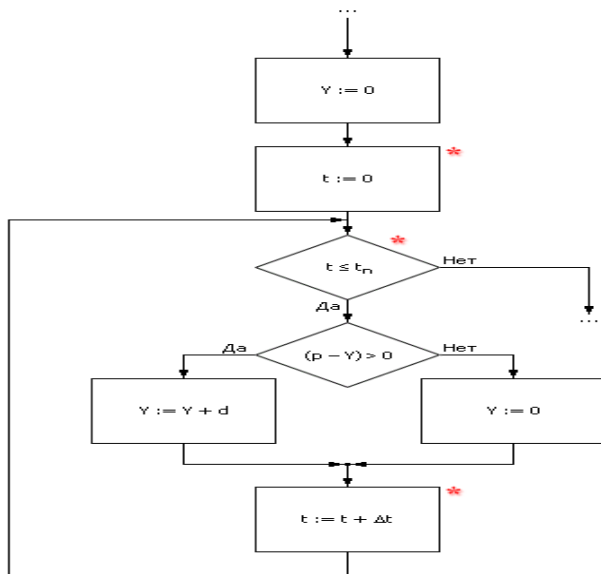 ...
Y := 0
*
t := 0
*
t ≤ tn
Нет
...
Да
Да
(p – Y) > 0
Нет
Y := Y + d
Y := 0
*
t := t + Δt